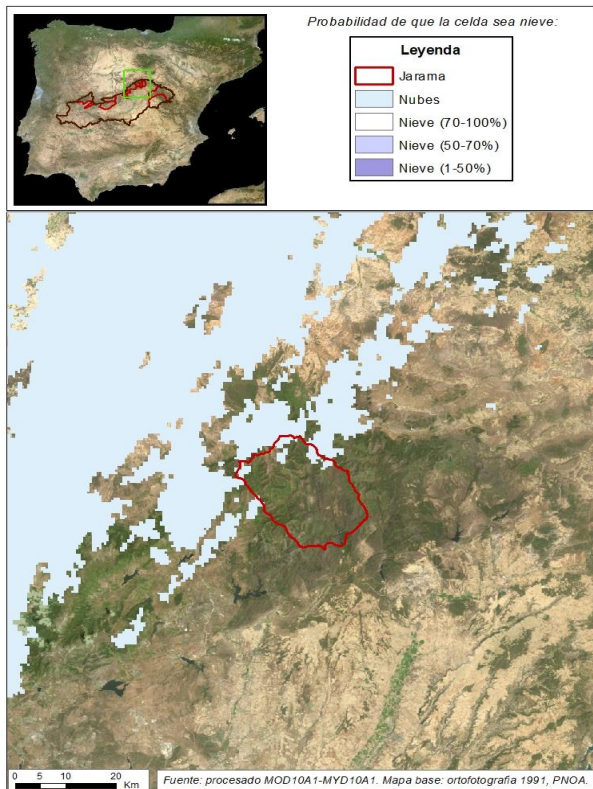 Probabilidad de que la celda sea nieve:
Leyenda
Jarama
Nubes
Nieve (70-100%)
Nieve (50-70%)
Nieve (1-50%)
0 5 10 20
Km
Fuente: procesado MOD10A1-MYD10A1. Mapa base: ortofotografia 1991, PNOA.